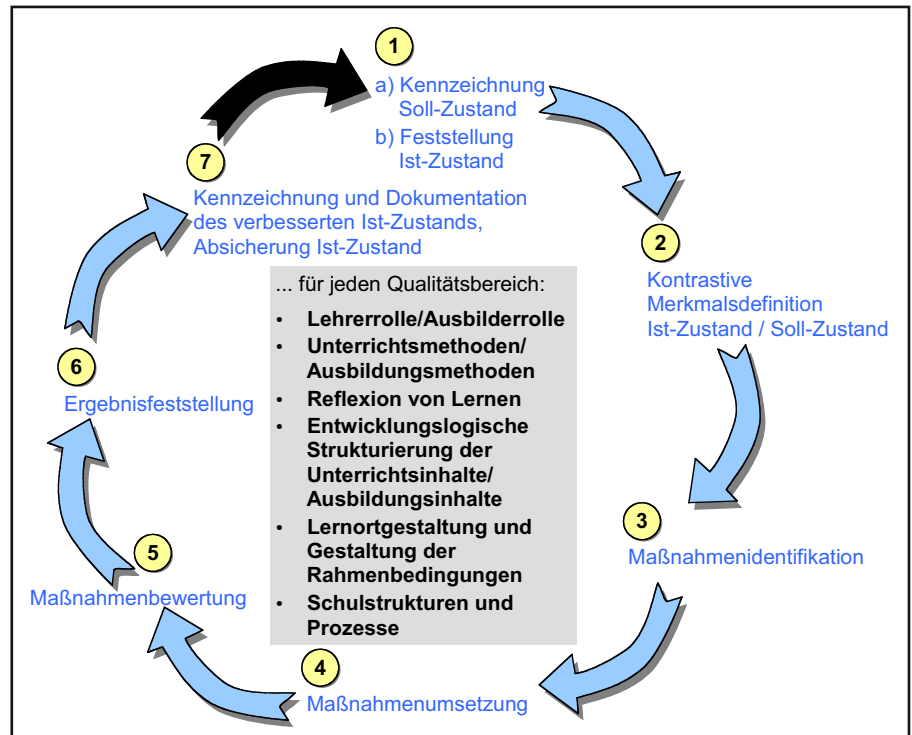 1
a) Kennzeichnung
Soll-Zustand
b) Feststellung
Ist-Zustand
2
Kontrastive
Merkmalsdefinition
Ist-Zustand / Soll-Zustand
3
Maßnahmenidentifikation
4
Maßnahmenumsetzung
5
Maßnahmenbewertung
6
Ergebnisfeststellung
7
Kennzeichnung und Dokumentation
des verbesserten Ist-Zustands,
Absicherung Ist-Zustand
... für jeden Qualitätsbereich:
• Lehrerrolle/Ausbilderrolle
• Unterrichtsmethoden/
Ausbildungsmethoden
• Reflexion von Lernen
• Entwicklungslogische
Strukturierung der
Unterrichtsinhalte/
Ausbildungsinhalte
• Lernortgestaltung und
Gestaltung der
Rahmenbedingungen
• Schulstrukturen und
Prozesse